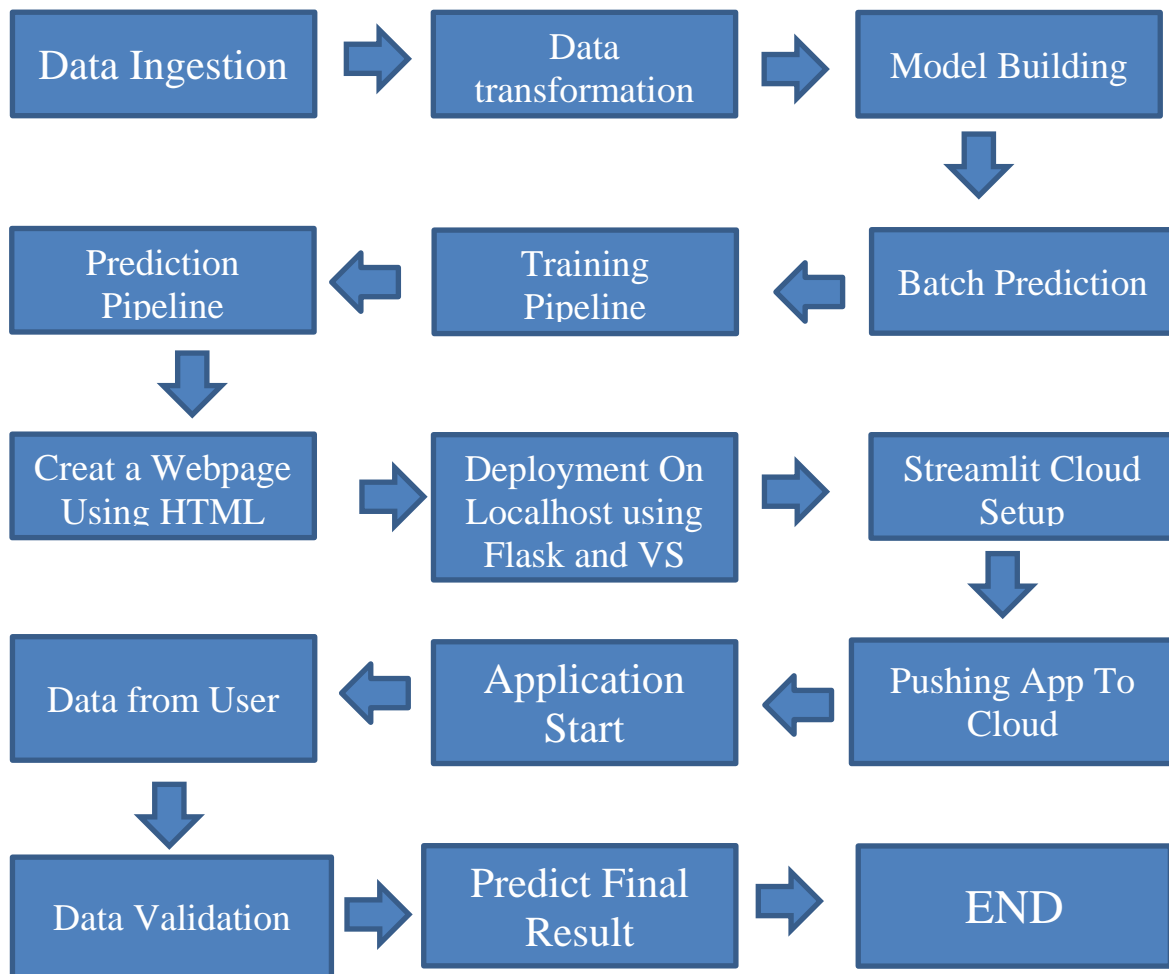 Data Ingestion
Data
transformation
Model Building
Prediction
Pipeline
Training
Pipeline
Batch Prediction
Creat a Webpage
Using HTML
Deployment On
Localhost using
Flask and VS
Streamlit Cloud
Setup
Data from User
Application
Start
Pushing App To
Cloud
Data Validation
Predict Final
Result
END